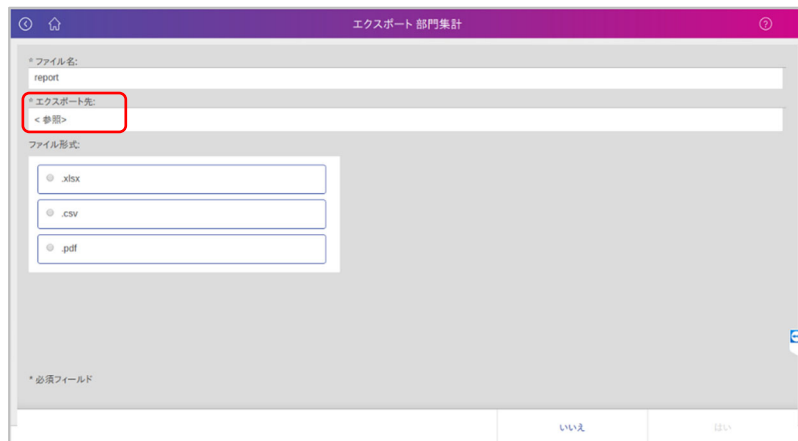 エクスポート 部門集計
* ファイル名:
report
* エクスポート先:
< 参照>
ファイル形式:
.xlsx
.csv
.pdf
* 必須フィールド
いいえ
はい